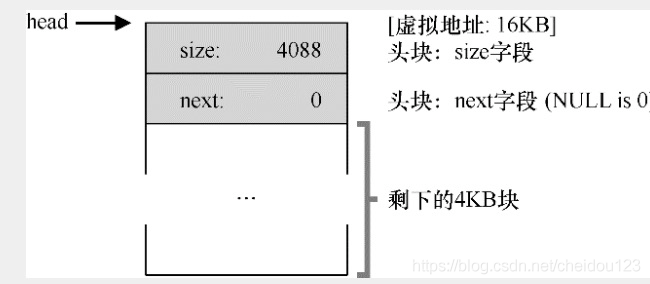 head
[虚拟地址: 16KB]
size: 4088
头块：size字段
next: 0
头块：next字段 (NULL is 0)
...
剩下的4KB块
https://blog.csdn.net/cheidou123